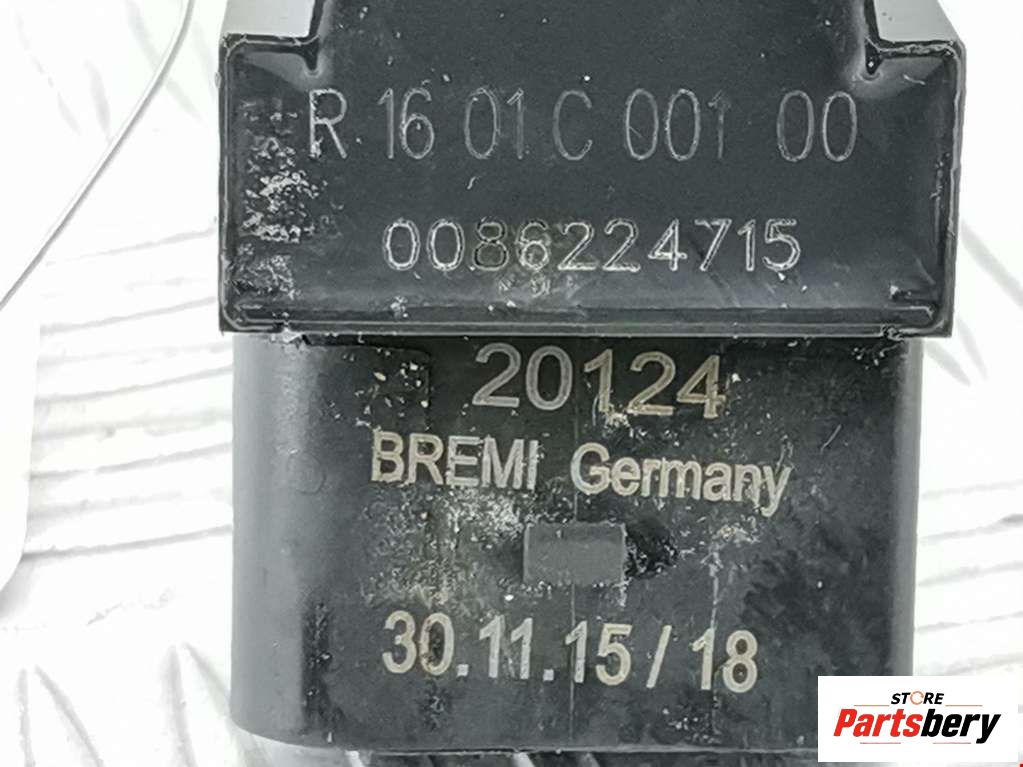 R 16 01 C 001 00
0086224715
20124
BREMI Germany
30.11.15 / 18
STORE
Partsbery